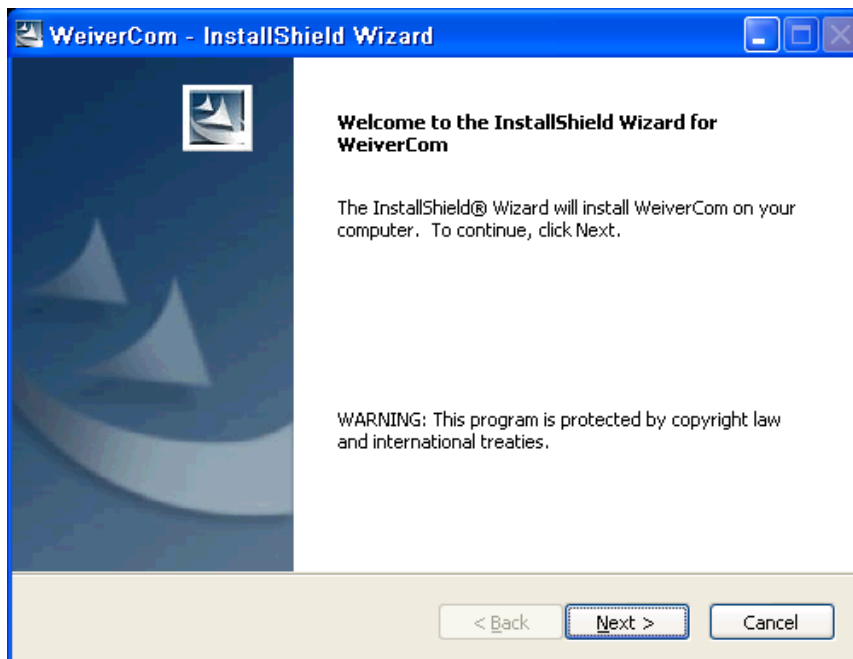 WeiverCom - InstallShield Wizard
Welcome to the InstallShield Wizard for
WeiverCom
The InstallShield® Wizard will install WeiverCom on your
computer. To continue, click Next.
WARNING: This program is protected by copyright law
and international treaties.
< Back Next > Cancel